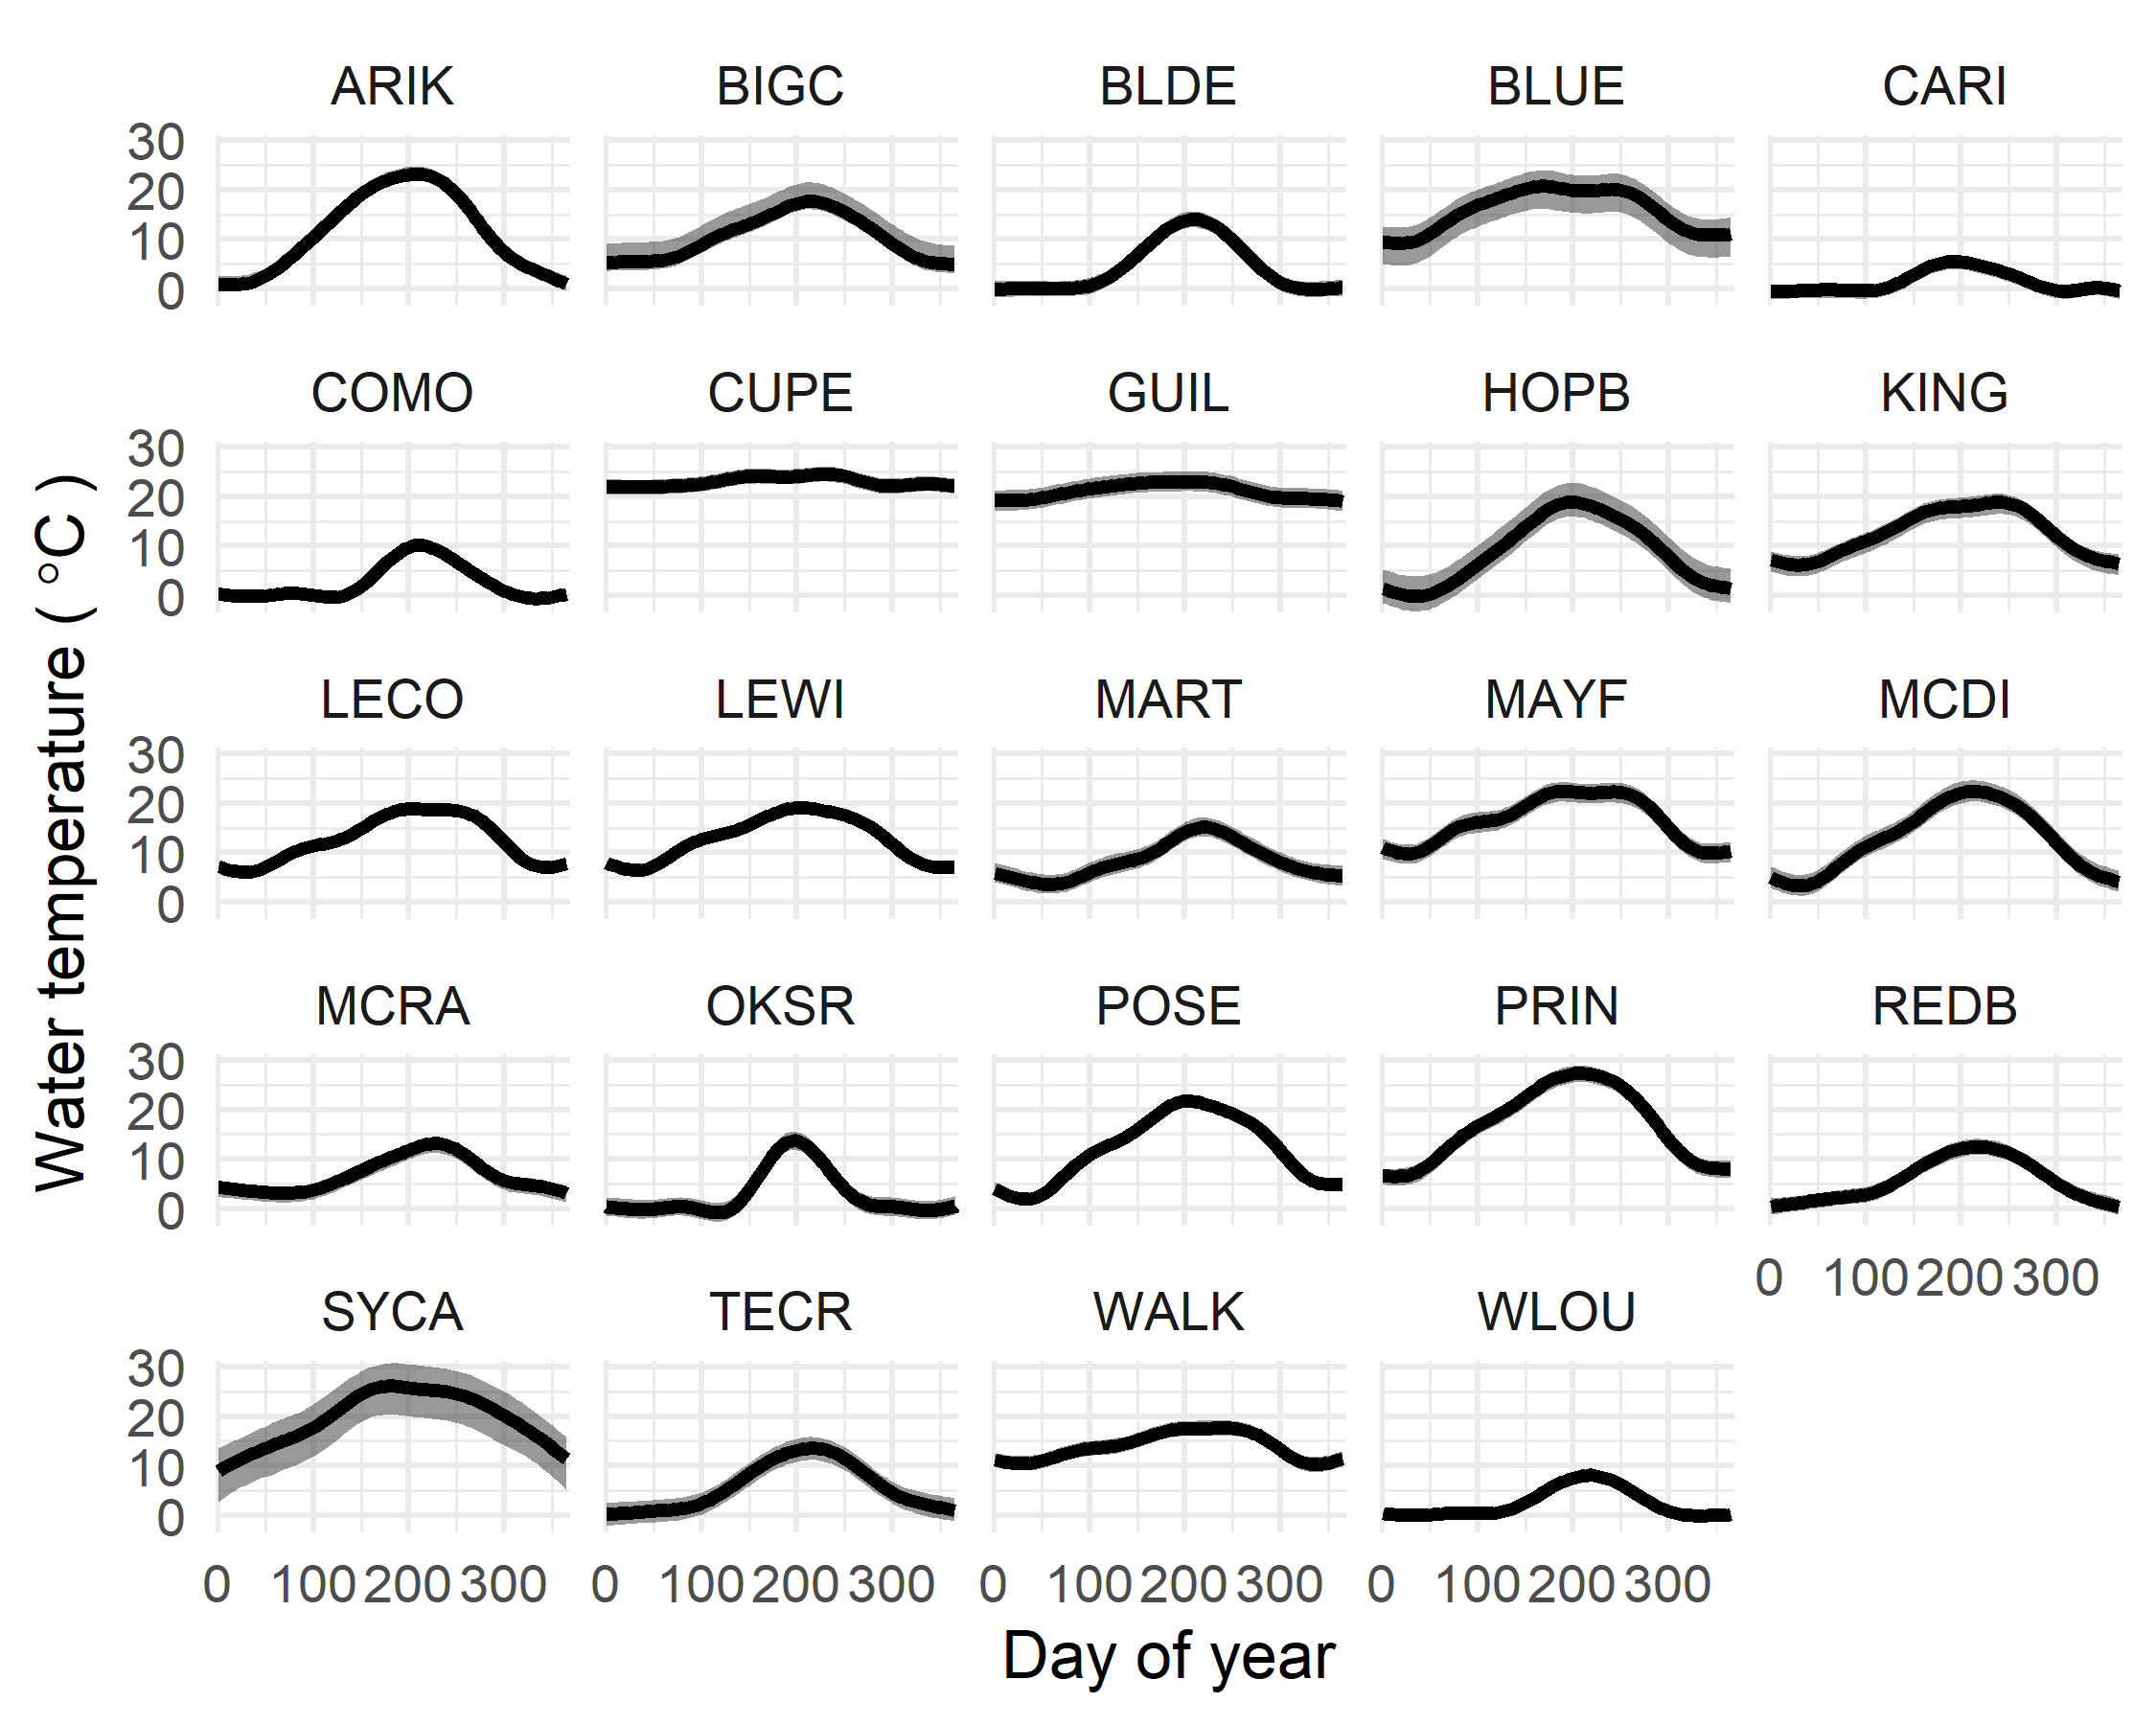 ARIK BIGC BLDE BLUE CARI
30
20
10
0
COMO CUPE GUIL HOPB KING
30
20
10
0
LECO LEWI MART MAYF MCDI
30
20
10
0
MCRA OKSR POSE PRIN REDB
30
20
10
0
0 100 200 300
SYCA TECR WALK WLOU
30
20
10
0
0 100 200 300 0 100 200 300 0 100 200 300 0 100 200 300
Day of year
Water temperature ( °C )